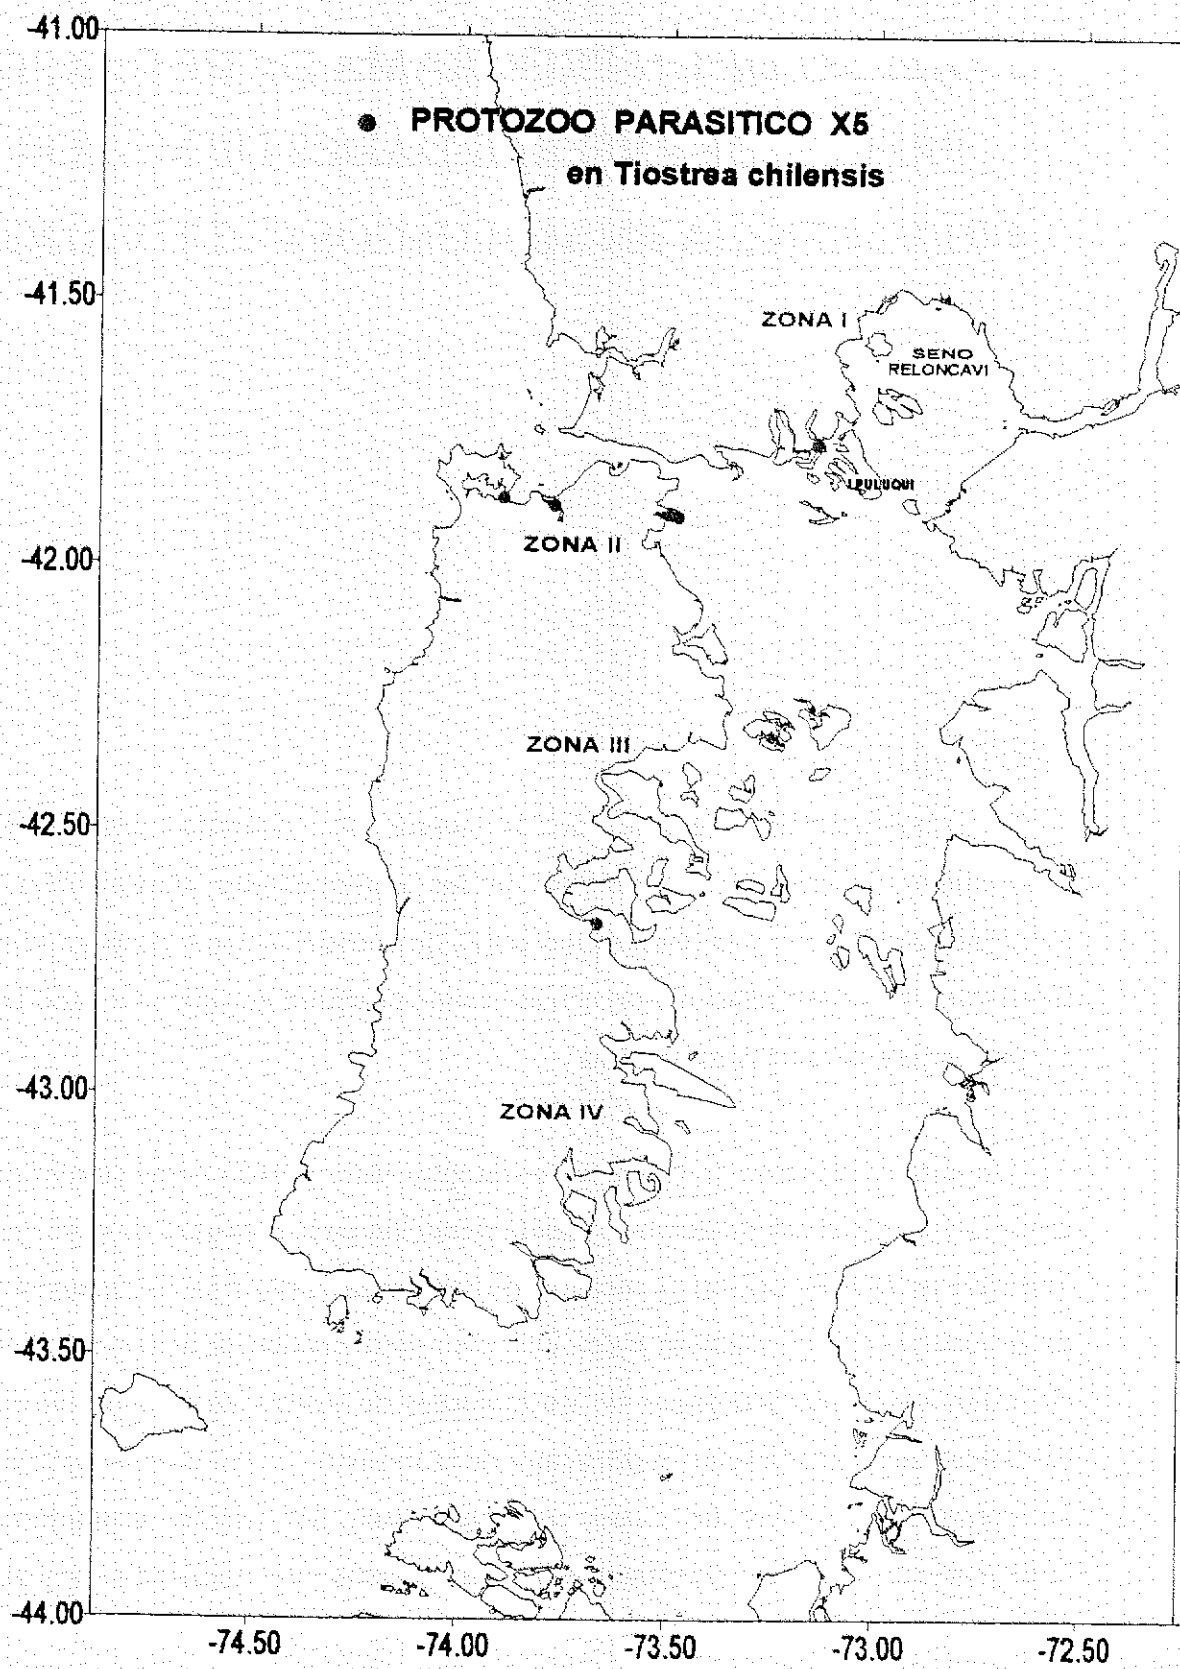 -41.00
● PROTOZOO PARASITICO X5
en Tiostrea chilensis
-41.50
ZONA I
SENO
RELONCAVI
I.PULUQUI
ZONA II
-42.00
ZONA III
-42.50
-43.00
ZONA IV
-43.50
-44.00
-74.50 -74.00 -73.50 -73.00 -72.50